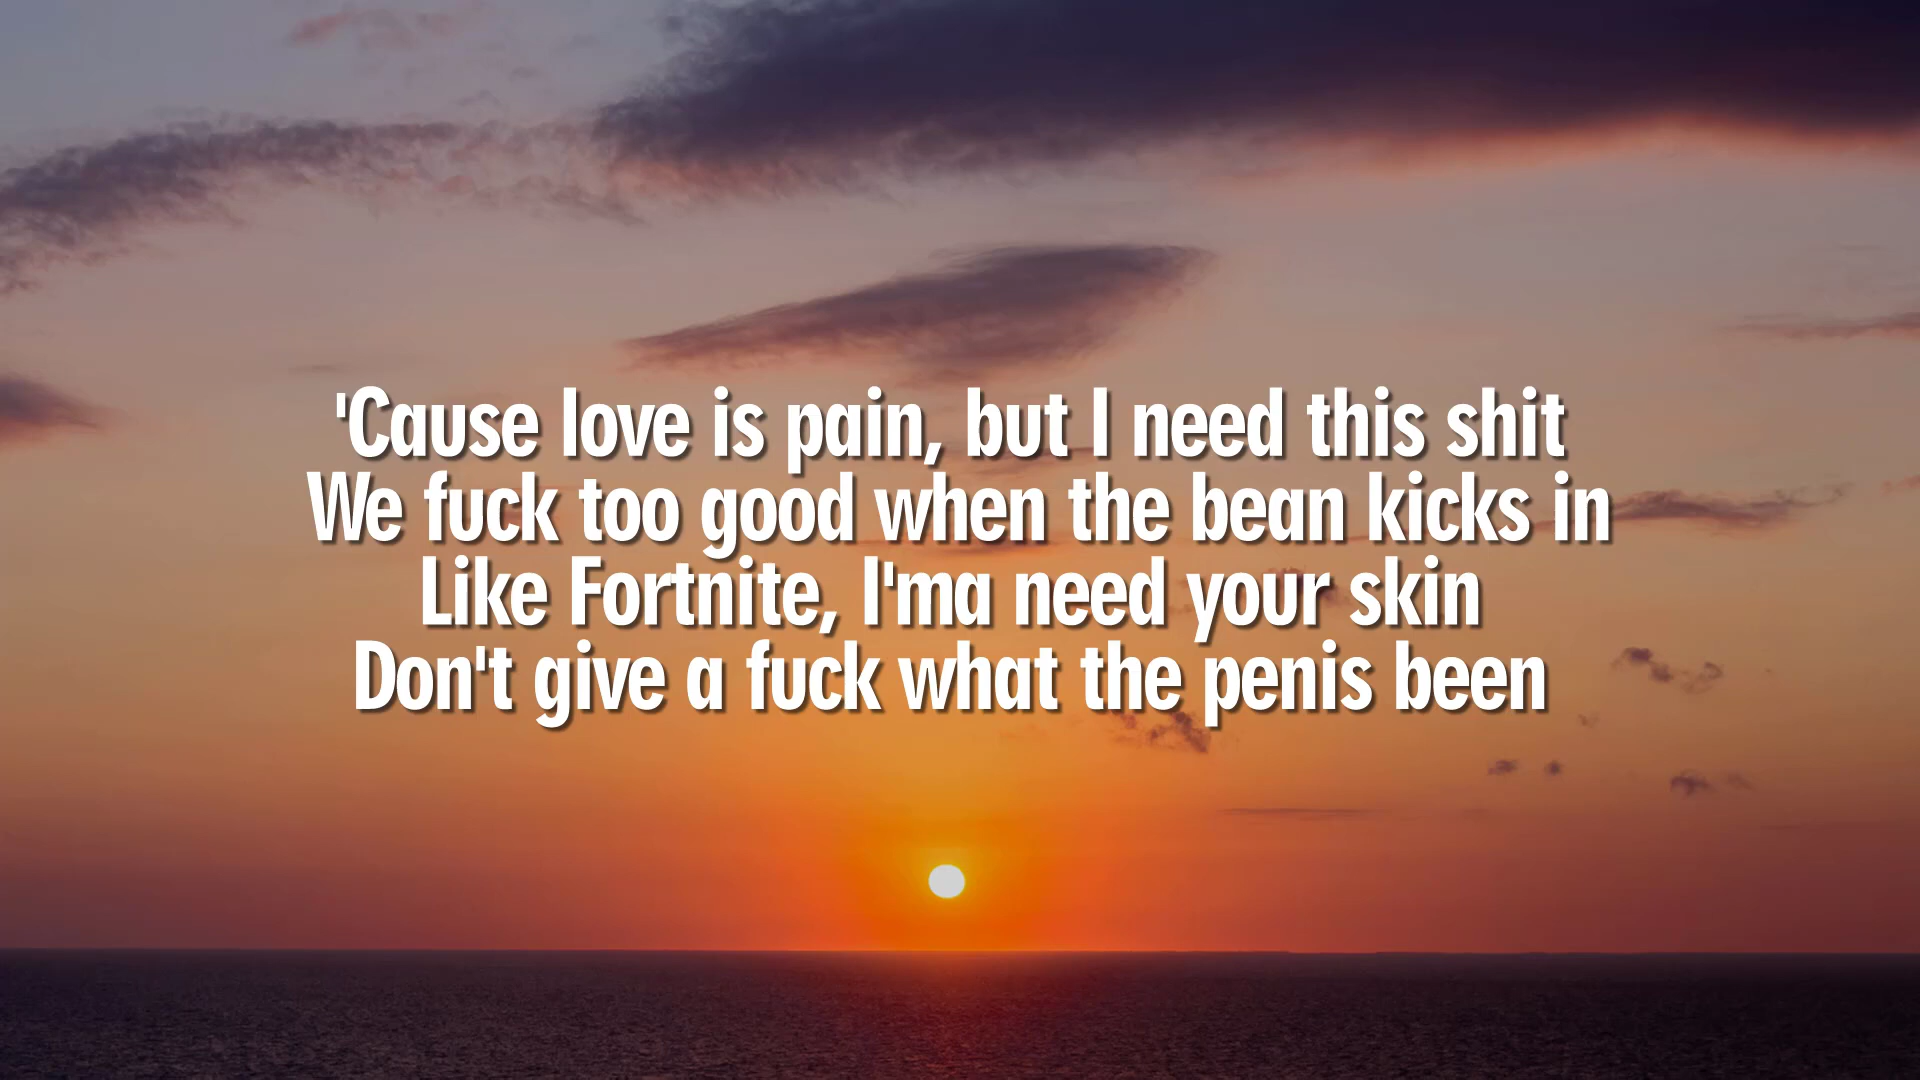 'Cause love is pain, but I need this shit
We fuck too good when the bean kicks in
Like Fortnite, I'ma need your skin
Don't give a fuck what the penis been